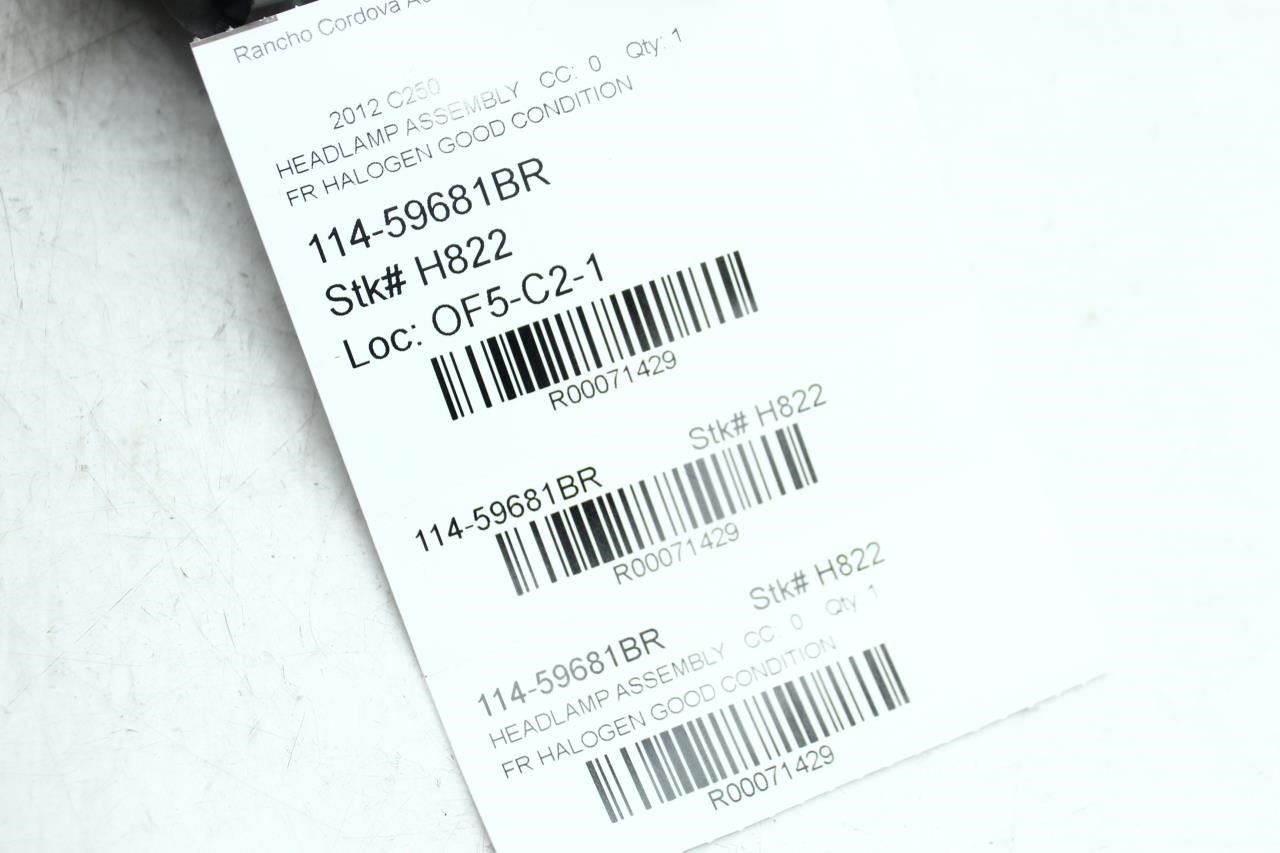 Rancho Cordova
2012 C250
HEADLAMP ASSEMBLY CC: 0 Qty: 1
FR HALOGEN GOOD CONDITION
114-59681BR
Stk# H822
Loc: OF5-C2-1
R00071429
Stk# H822
114-59681BR
R00071429
Stk# H822
114-59681BR
HEADLAMP ASSEMBLY CC: 0 Qty 1
FR HALOGEN GOOD CONDITION
R00071429